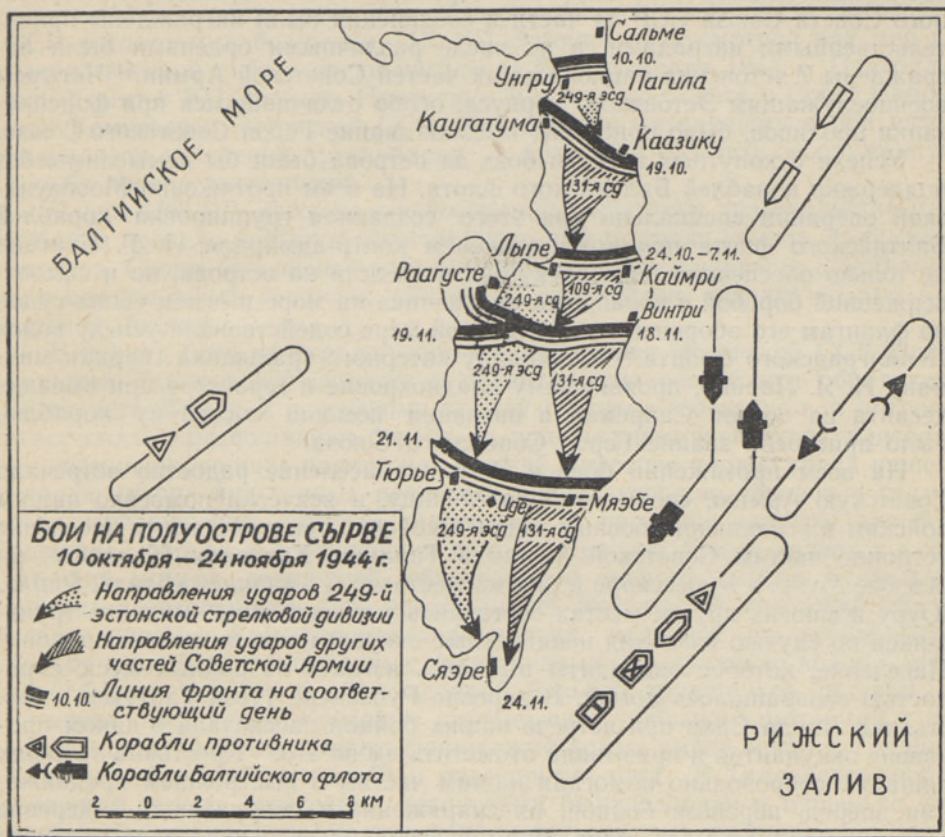 Сальме
10.10.
Унгру
Пагила
249-я эсд
Каугатума
Каазику
19.10.
131-я сд
БАЛТИЙСКОЕ МОРЕ
Лыпе
24.10.–7.11.
Раагусте
Каймри
249-я сд
109-я сд
Винтри
19.11.
18.11.
249-я эсд
131-я сд
21.11.
Тюрье
Иде
Мяэбе
249-я эсд
131-я сд
Сяэре
24.11.
БОИ НА ПОЛУОСТРОВЕ СЫРВЕ
10 октября — 24 ноября 1944 г.
Направления ударов 249-й
эстонской стрелковой дивизии
Направления ударов других
частей Советской Армии
10.10. Линия фронта на соответ-
ствующий день
Корабли противника
Корабли Балтийского флота
2 0 2 4 6 8 КМ
РИЖСКИЙ
ЗАЛИВ